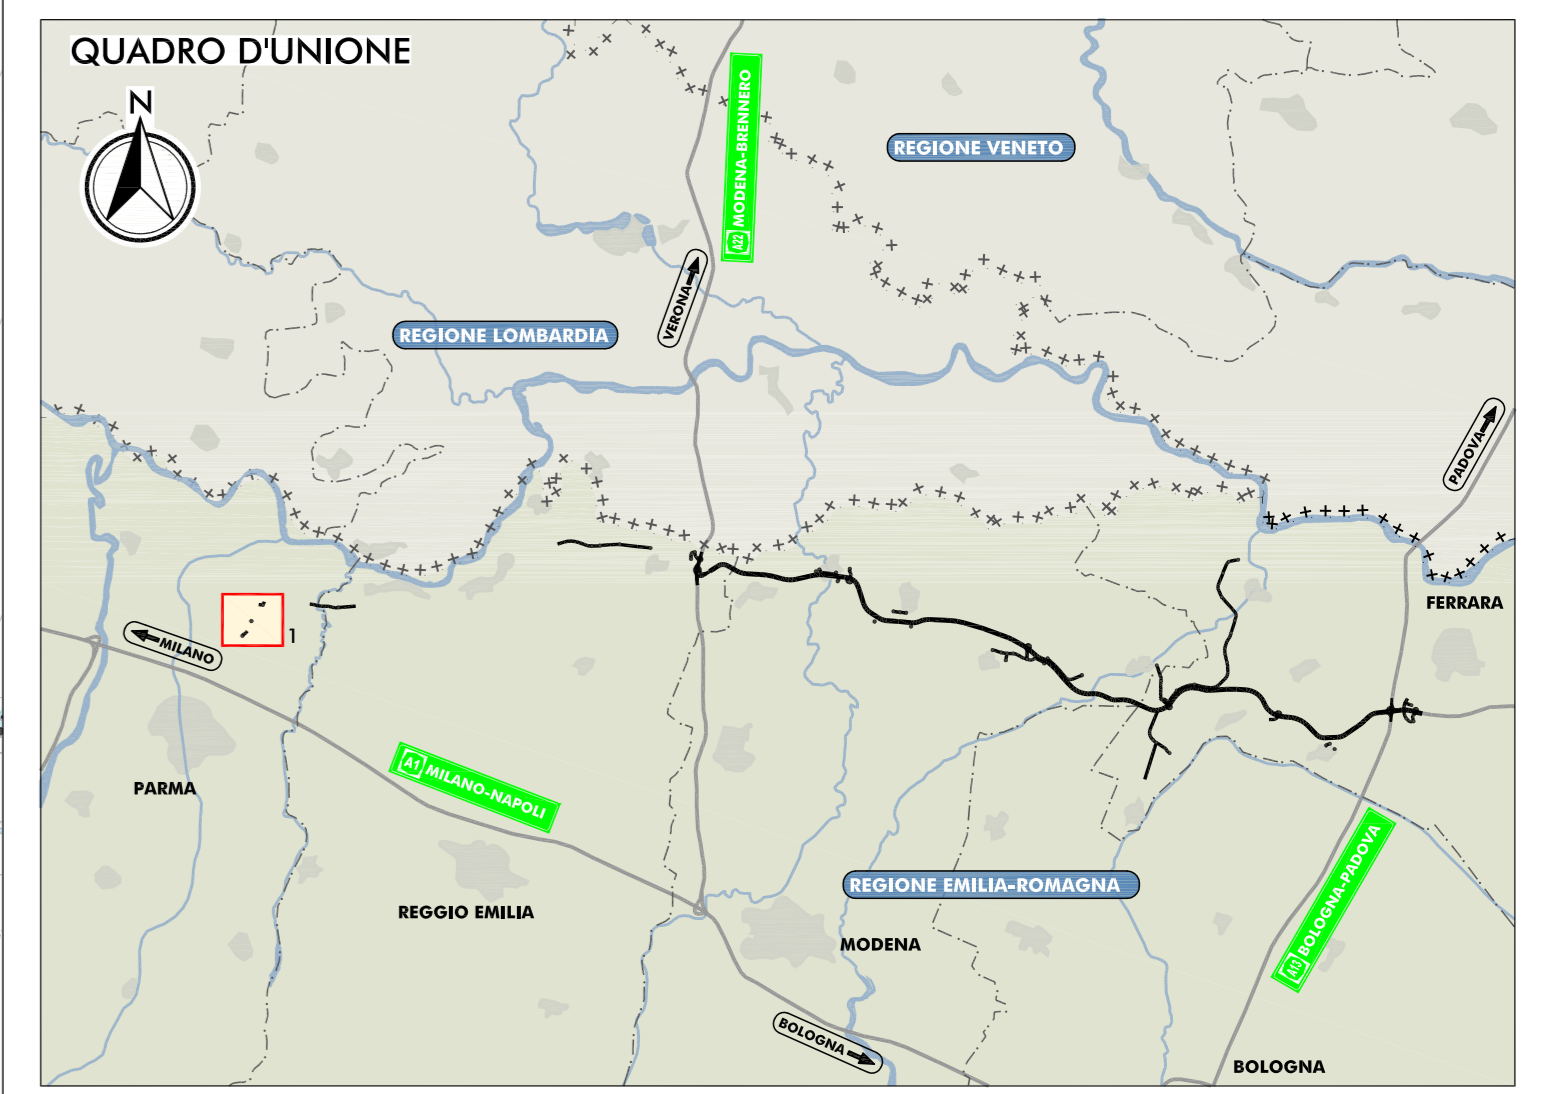 QUADRO D'UNIONE
N
A22 MODENA-BRENNERO
REGIONE VENETO
VERONA
REGIONE LOMBARDIA
PADOVA
FERRARA
1
MILANO
PARMA
A1 MILANO-NAPOLI
REGIONE EMILIA-ROMAGNA
A13 BOLOGNA-PADOVA
REGGIO EMILIA
MODENA
BOLOGNA
BOLOGNA